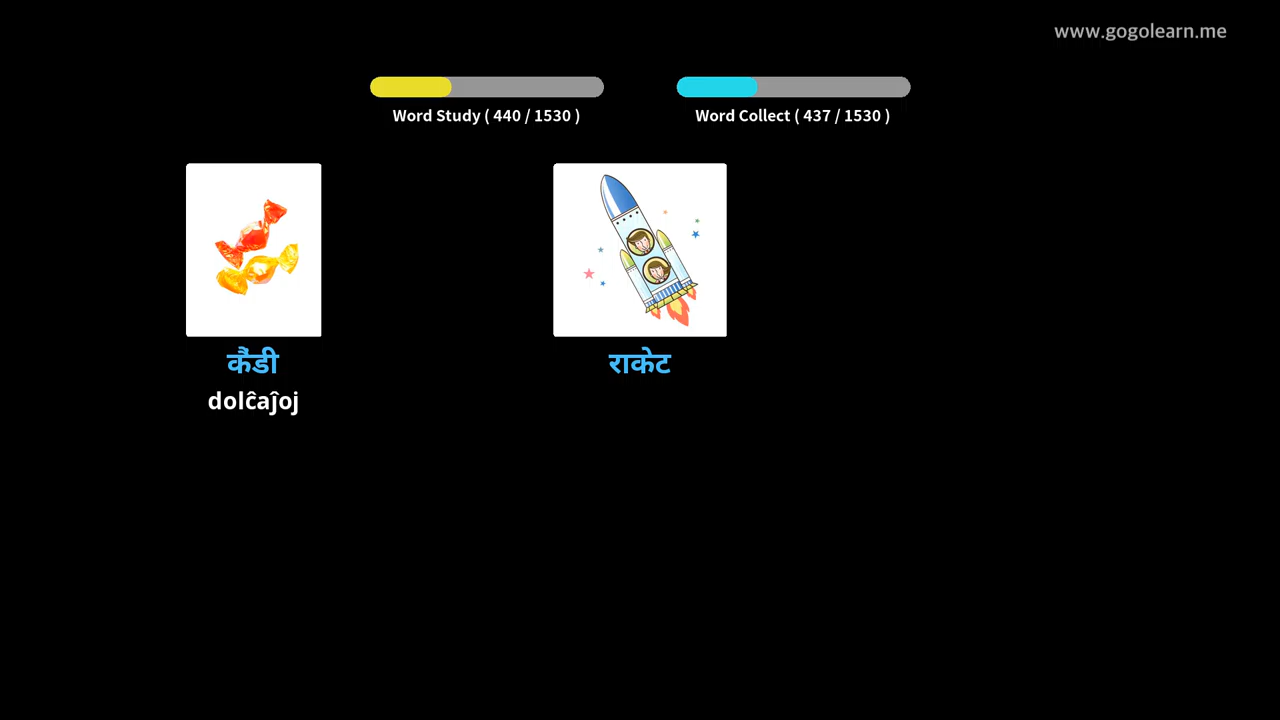 www.gogolearn.me
Word Study ( 440 / 1530 )
Word Collect ( 437 / 1530 )
कैंडी
dolĉaĵoj
राकेट